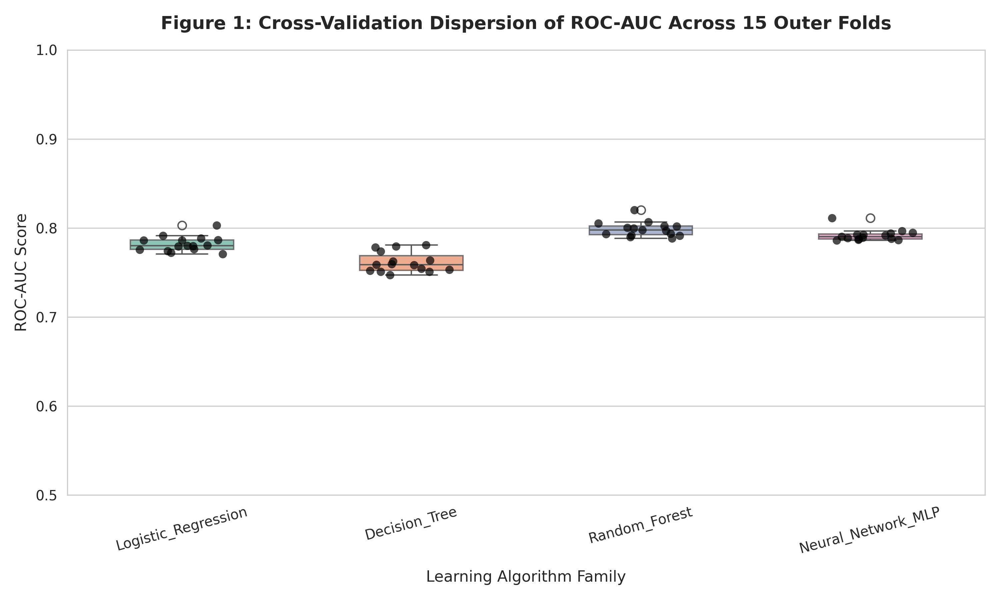 Figure 1: Cross-Validation Dispersion of ROC-AUC Across 15 Outer Folds
1.0
0.9
0.8
0.7
0.6
0.5
ROC-AUC Score
Logistic_Regression
Decision_Tree
Random_Forest
Neural_Network_MLP
Learning Algorithm Family